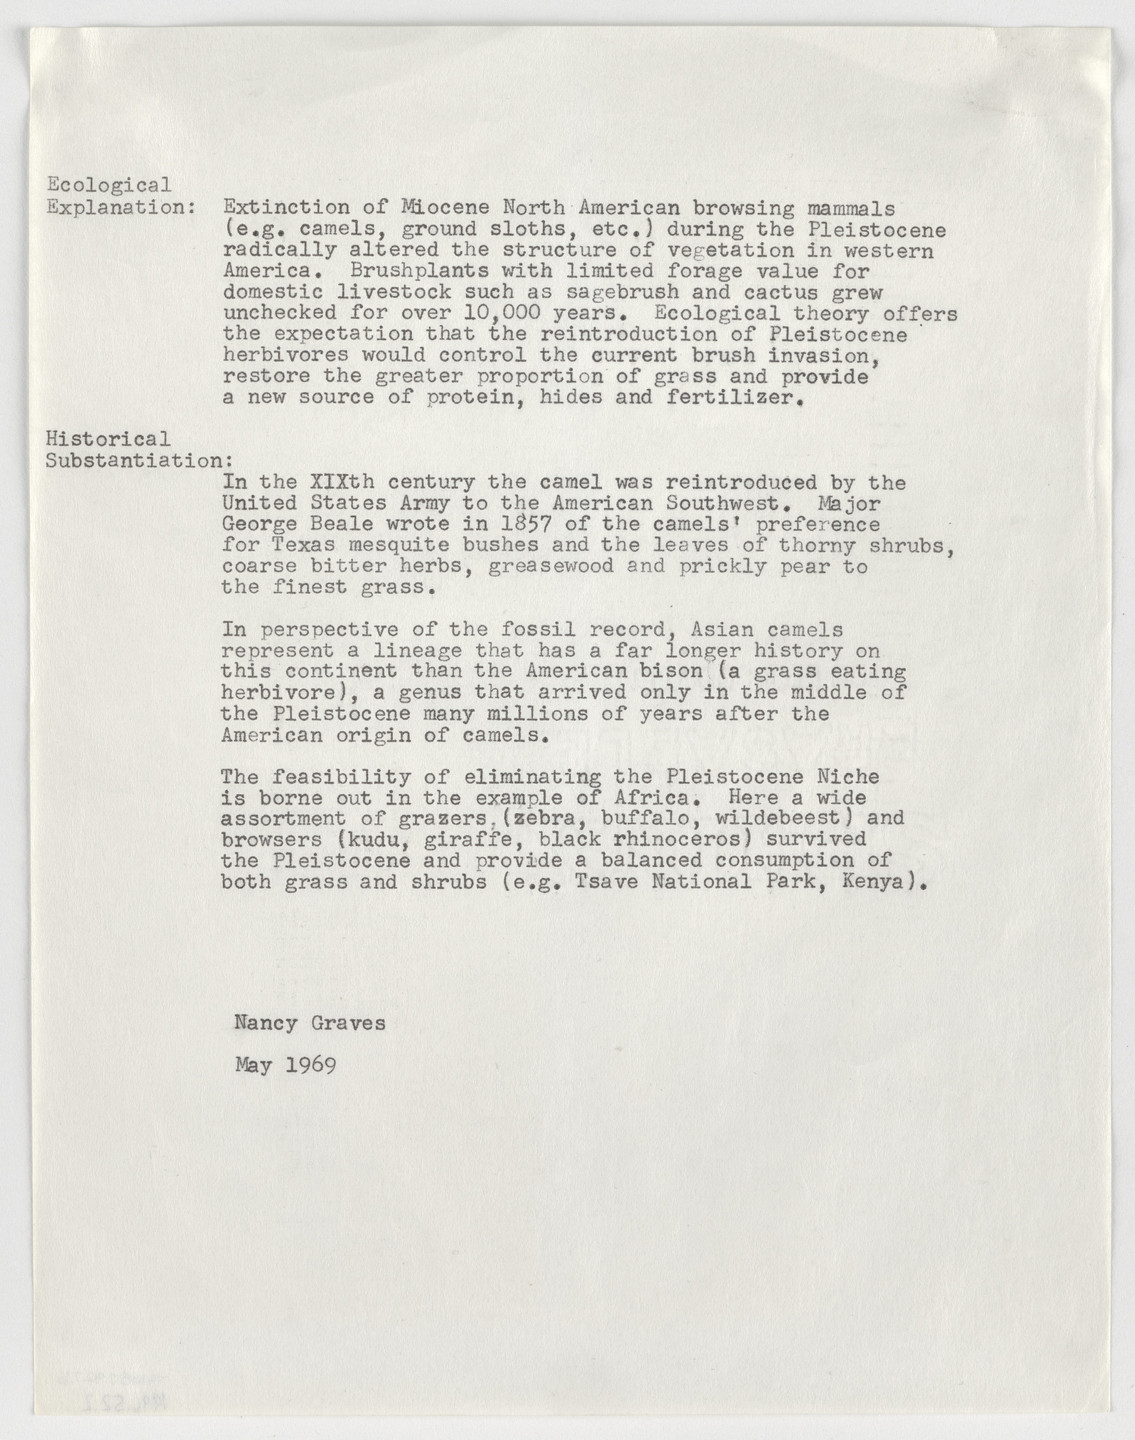 Ecological
Explanation: Extinction of Miocene North American browsing mammals
(e.g. camels, ground sloths, etc.) during the Pleistocene
radically altered the structure of vegetation in western
America. Brushplants with limited forage value for
domestic livestock such as sagebrush and cactus grew
unchecked for over 10,000 years. Ecological theory offers
the expectation that the reintroduction of Pleistocene
herbivores would control the current brush invasion,
restore the greater proportion of grass and provide
a new source of protein, hides and fertilizer.
Historical
Substantiation:
In the XIXth century the camel was reintroduced by the
United States Army to the American Southwest. Major
George Beale wrote in 1857 of the camels' preference
for Texas mesquite bushes and the leaves of thorny shrubs,
coarse bitter herbs, greasewood and prickly pear to
the finest grass.
In perspective of the fossil record, Asian camels
represent a lineage that has a far longer history on
this continent than the American bison (a grass eating
herbivore), a genus that arrived only in the middle of
the Pleistocene many millions of years after the
American origin of camels.
The feasibility of eliminating the Pleistocene Niche
is borne out in the example of Africa. Here a wide
assortment of grazers (zebra, buffalo, wildebeest) and
browsers (kudu, giraffe, black rhinoceros) survived
the Pleistocene and provide a balanced consumption of
both grass and shrubs (e.g. Tsave National Park, Kenya).
Nancy Graves
May 1969